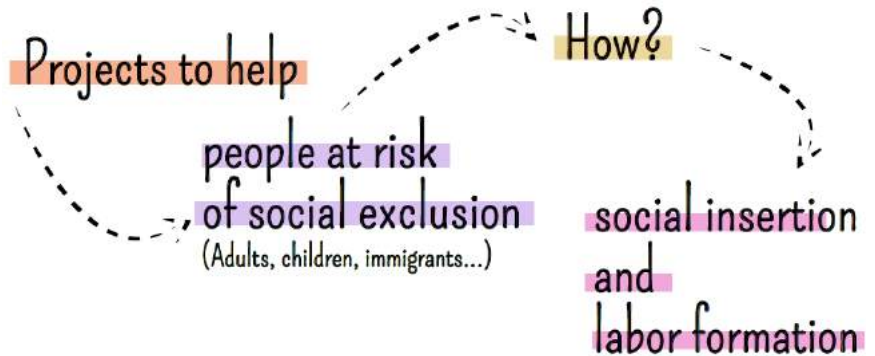 Projects to help
people at risk
of social exclusion
(Adults, children, immigrants...)
How?
social insertion
and
labor formation